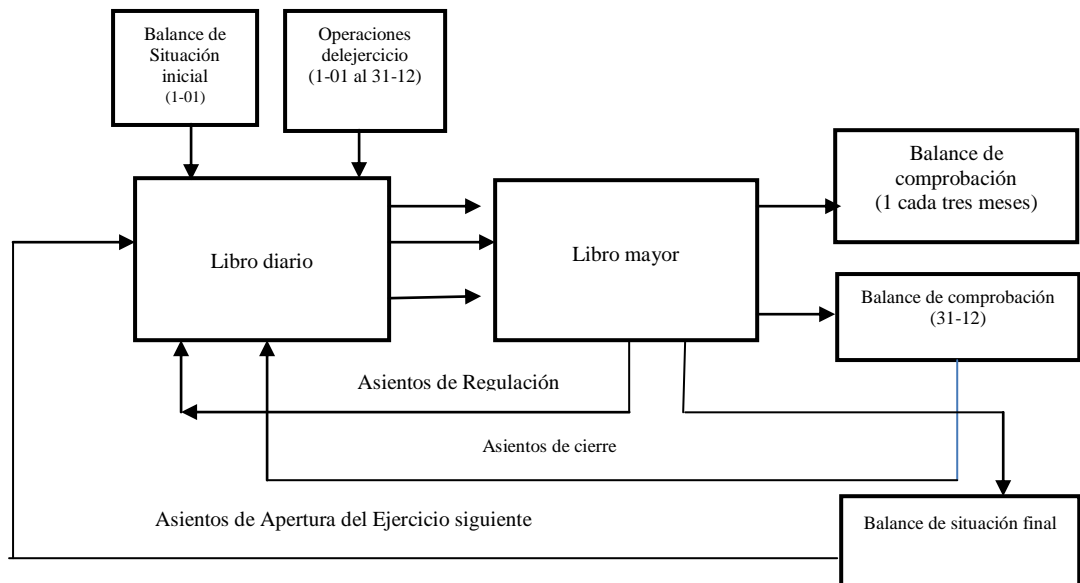 Balance de
Situación
inicial
(1-01)
Operaciones
delejercicio
(1-01 al 31-12)
Balance de
comprobación
(1 cada tres meses)
Libro diario
Libro mayor
Balance de comprobación
(31-12)
Asientos de Regulación
Asientos de cierre
Asientos de Apertura del Ejercicio siguiente
Balance de situación final